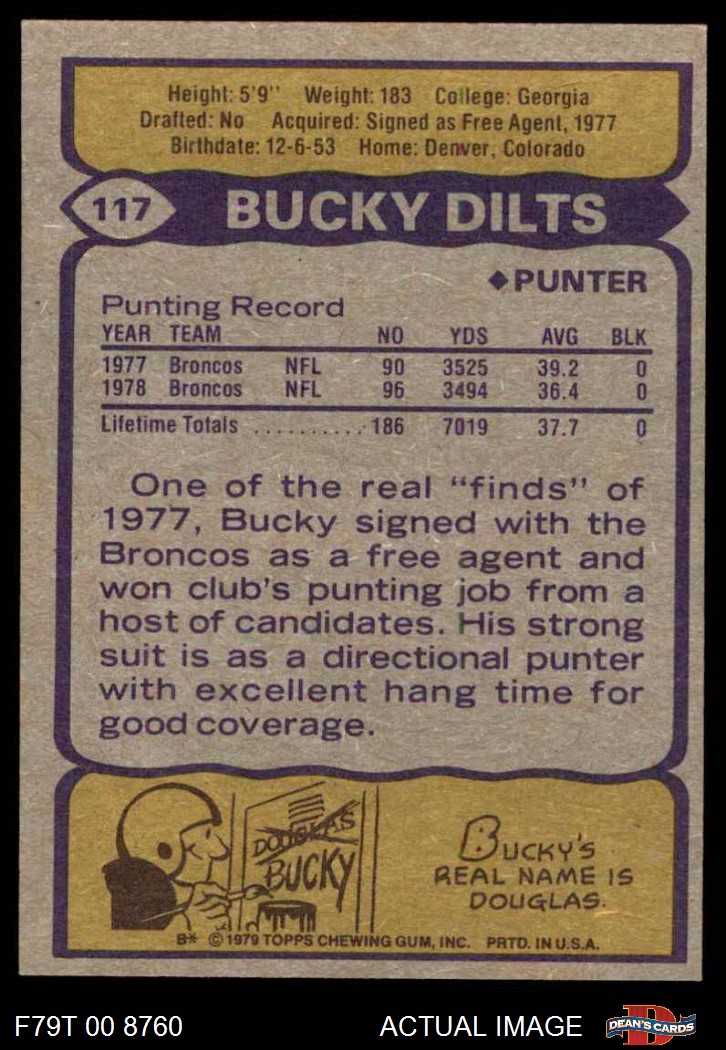 Height: 5'9" Weight: 183 College: Georgia
Drafted: No Acquired: Signed as Free Agent, 1977
Birthdate: 12-6-53 Home: Denver, Colorado
117 BUCKY DILTS
◆PUNTER
Punting Record
YEAR TEAM NO YDS AVG BLK
1977 Broncos NFL 90 3525 39.2 0
1978 Broncos NFL 96 3494 36.4 0
Lifetime Totals .......... 186 7019 37.7 0
One of the real "finds" of
1977, Bucky signed with the
Broncos as a free agent and
won club's punting job from a
host of candidates. His strong
suit is as a directional punter
with excellent hang time for
good coverage.
DOUGLAS
BUCKY
BUCKY'S
REAL NAME IS
DOUGLAS.
B* © 1979 TOPPS CHEWING GUM, INC. PRTD. IN U.S.A.
F79T 00 8760 ACTUAL IMAGE D DEAN'S CARDS